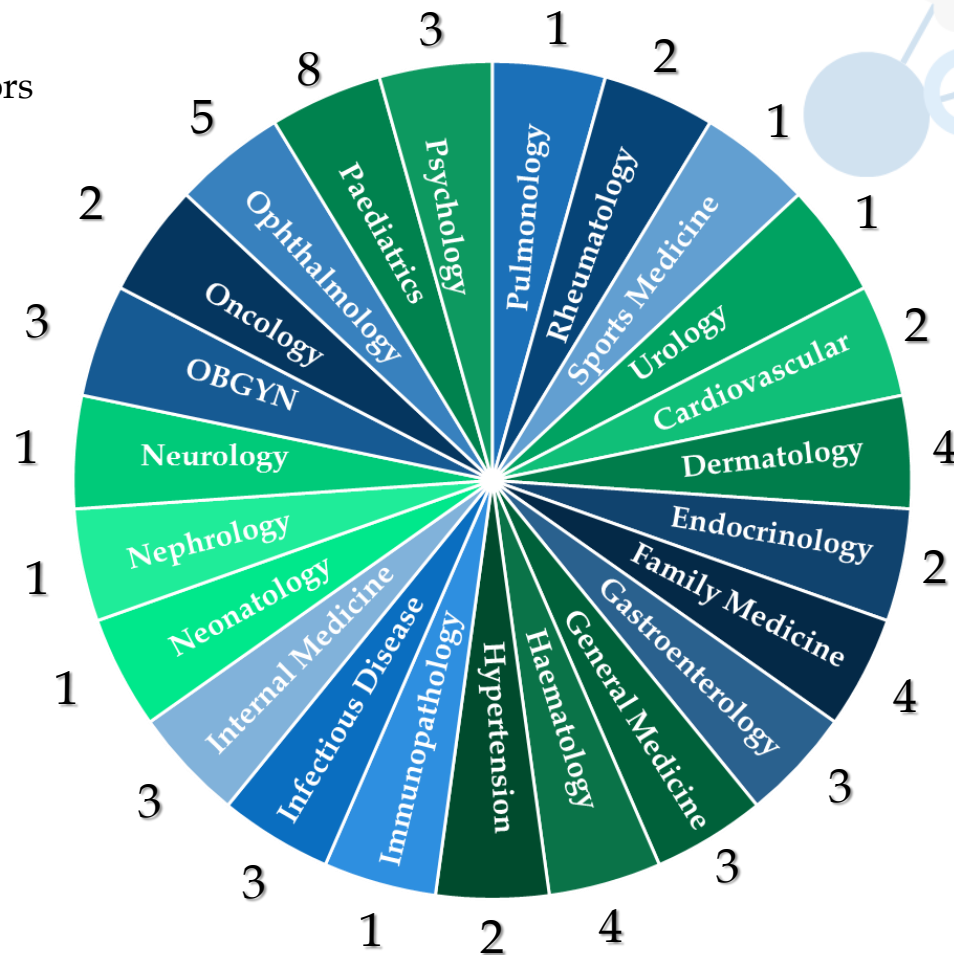 ors
3
Psychology
1
Pulmonology
2
Rheumatology
1
Sports Medicine
1
Urology
2
Cardiovascular
4
Dermatology
2
Endocrinology
4
Family Medicine
3
Gastroenterology
3
General Medicine
4
Haematology
2
Hypertension
1
Immunopathology
3
Infectious Disease
3
Internal Medicine
1
Neonatology
1
Nephrology
1
Neurology
3
OBGYN
2
Oncology
5
Ophthalmology
8
Paediatrics